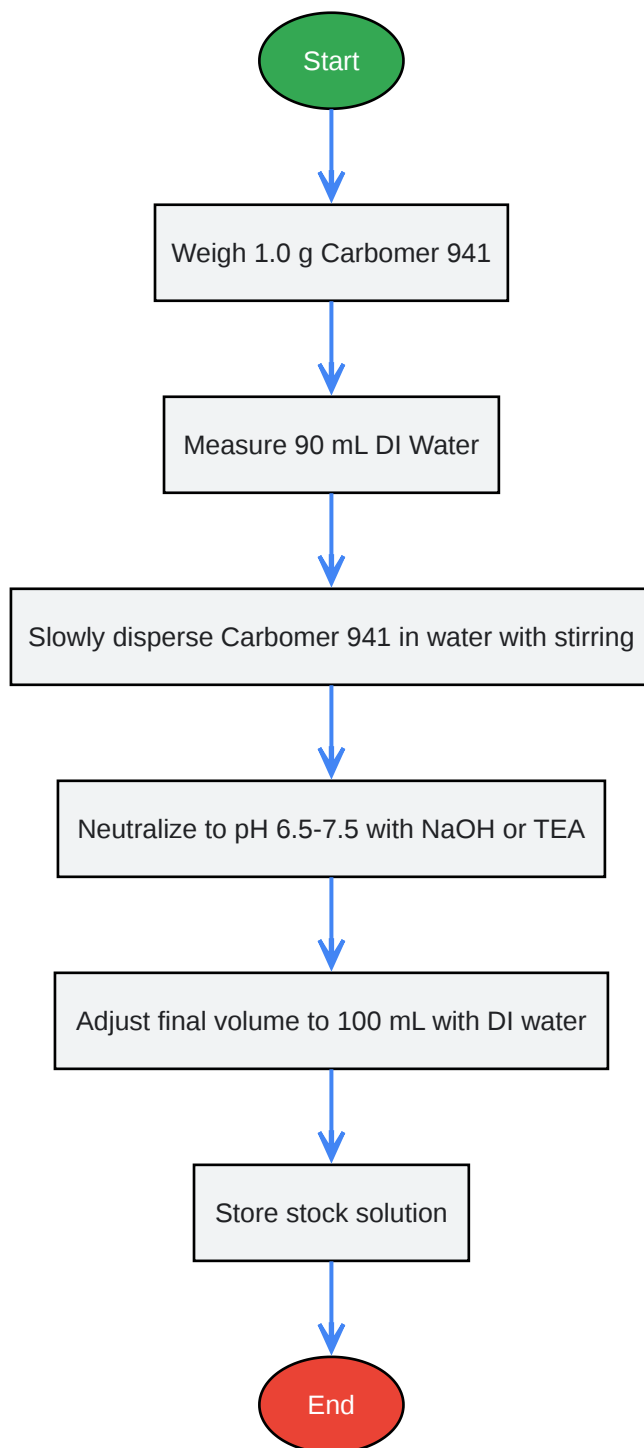 Start
Weigh 1.0 g Carbomer 941
Measure 90 mL DI Water
Slowly disperse Carbomer 941 in water with stirring
Neutralize to pH 6.5-7.5 with NaOH or TEA
Adjust final volume to 100 mL with DI water
Store stock solution
End